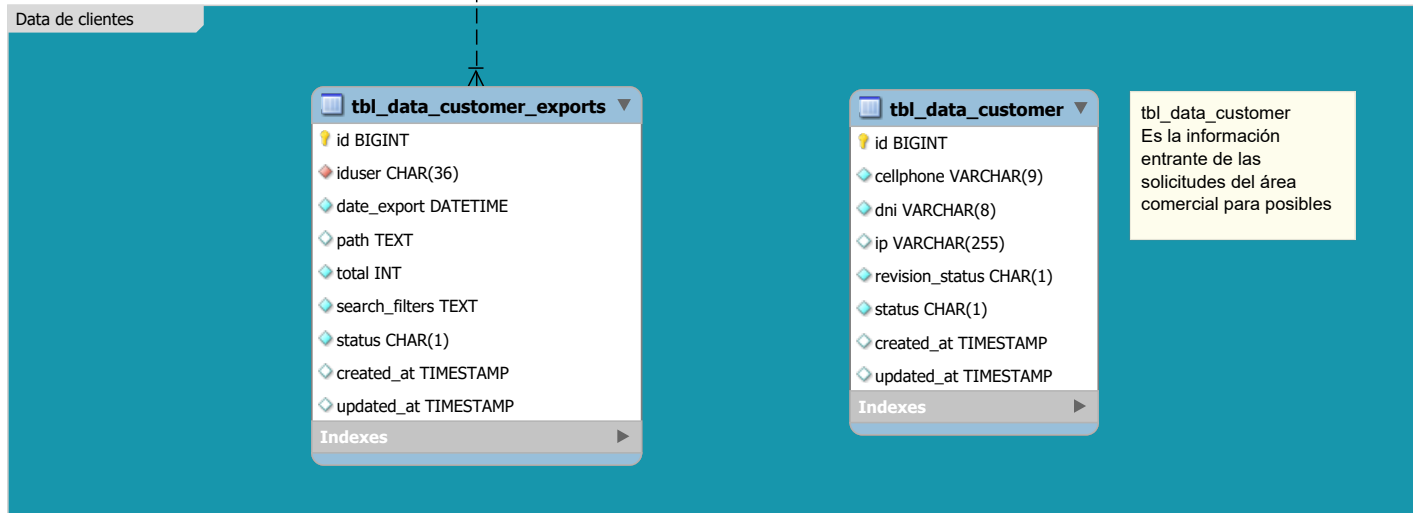 Data de clientes
tbl_data_customer_exports
id BIGINT
iduser CHAR(36)
date_export DATETIME
path TEXT
total INT
search_filters TEXT
status CHAR(1)
created_at TIMESTAMP
updated_at TIMESTAMP
Indexes
tbl_data_customer
id BIGINT
cellphone VARCHAR(9)
dni VARCHAR(8)
ip VARCHAR(255)
revision_status CHAR(1)
status CHAR(1)
created_at TIMESTAMP
updated_at TIMESTAMP
Indexes
tbl_data_customer
Es la información
entrante de las
solicitudes del área
comercial para posibles